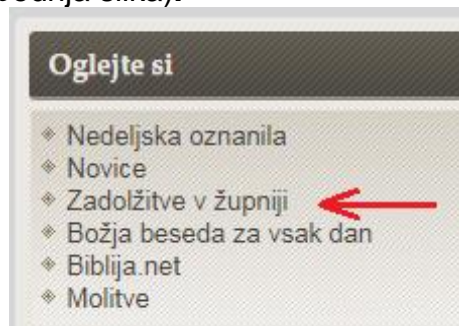 Oglejte si
Nedeljska oznanila
Novice
Zadolžitve v župniji
Božja beseda za vsak dan
Biblija.net
Molitve